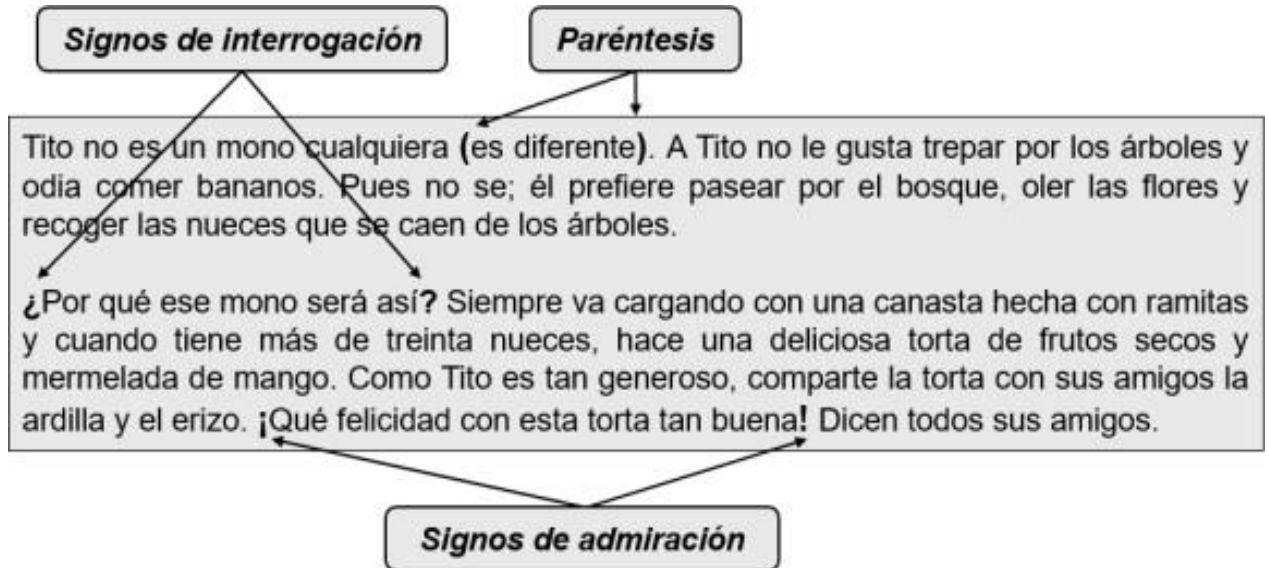 Signos de interrogación
Paréntesis
Tito no es un mono cualquiera (es diferente). A Tito no le gusta trepar por los árboles y
odia comer bananos. Pues no se; él prefiere pasear por el bosque, oler las flores y
recoger las nueces que se caen de los árboles.
¿Por qué ese mono será así? Siempre va cargando con una canasta hecha con ramitas
y cuando tiene más de treinta nueces, hace una deliciosa torta de frutos secos y
mermelada de mango. Como Tito es tan generoso, comparte la torta con sus amigos la
ardilla y el erizo. ¡Qué felicidad con esta torta tan buena! Dicen todos sus amigos.
Signos de admiración